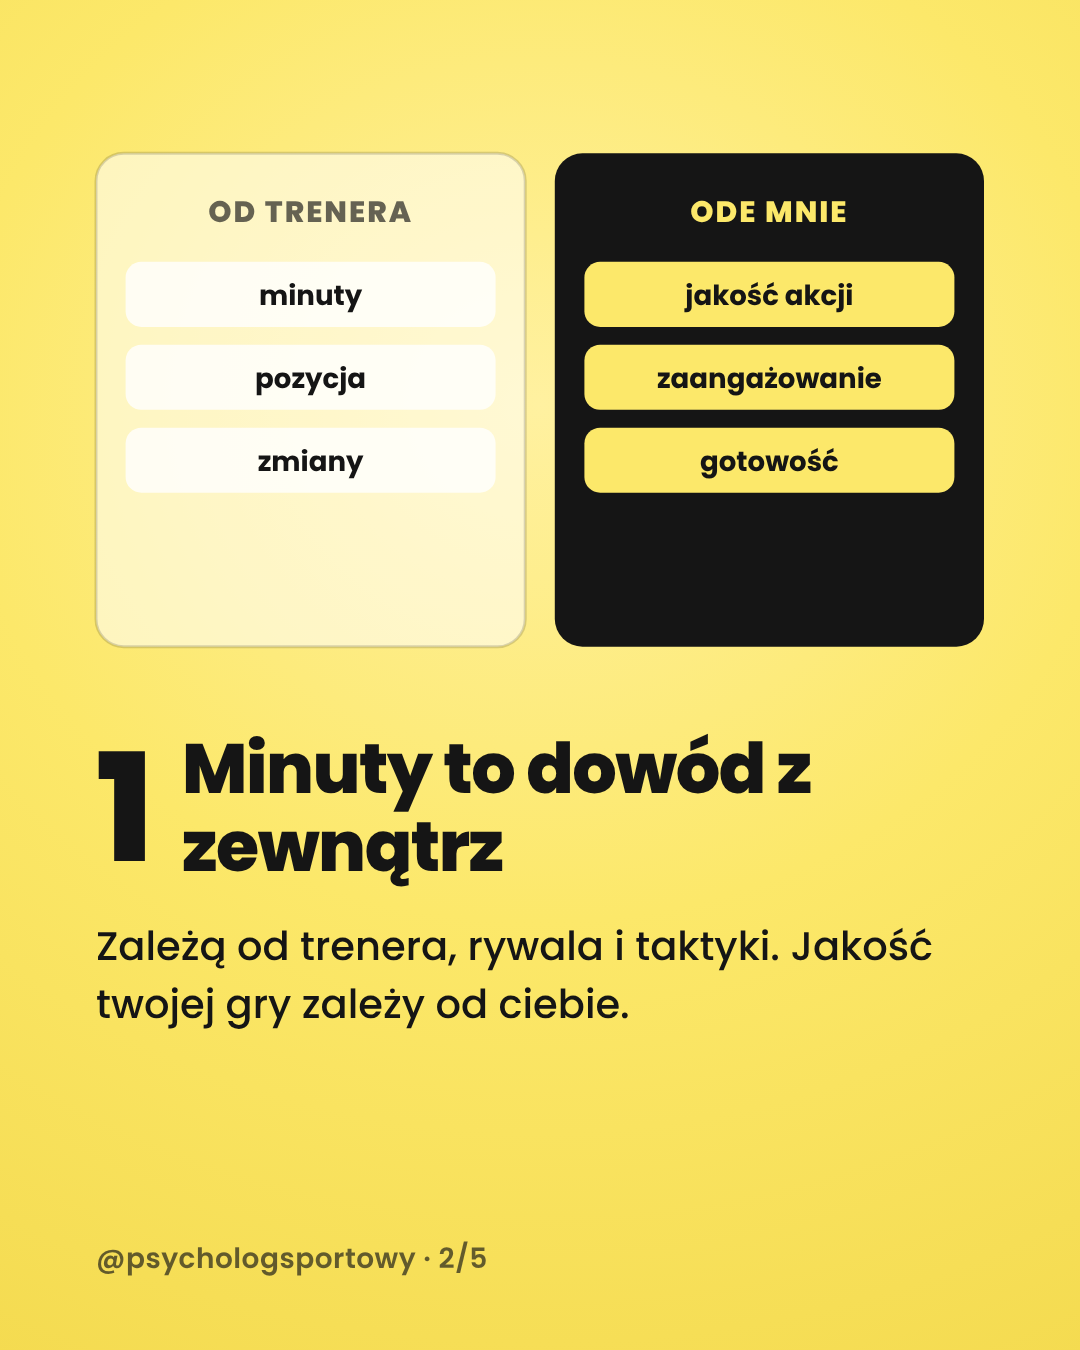 OD TRENERA
minuty
pozycja
zmiany
ODE MNIE
jakość akcji
zaangażowanie
gotowość
1
Minuty to dowód z
zewnątrz
Zależą od trenera, rywala i taktyki. Jakość
twojej gry zależy od ciebie.
@psychologsportowy · 2/5